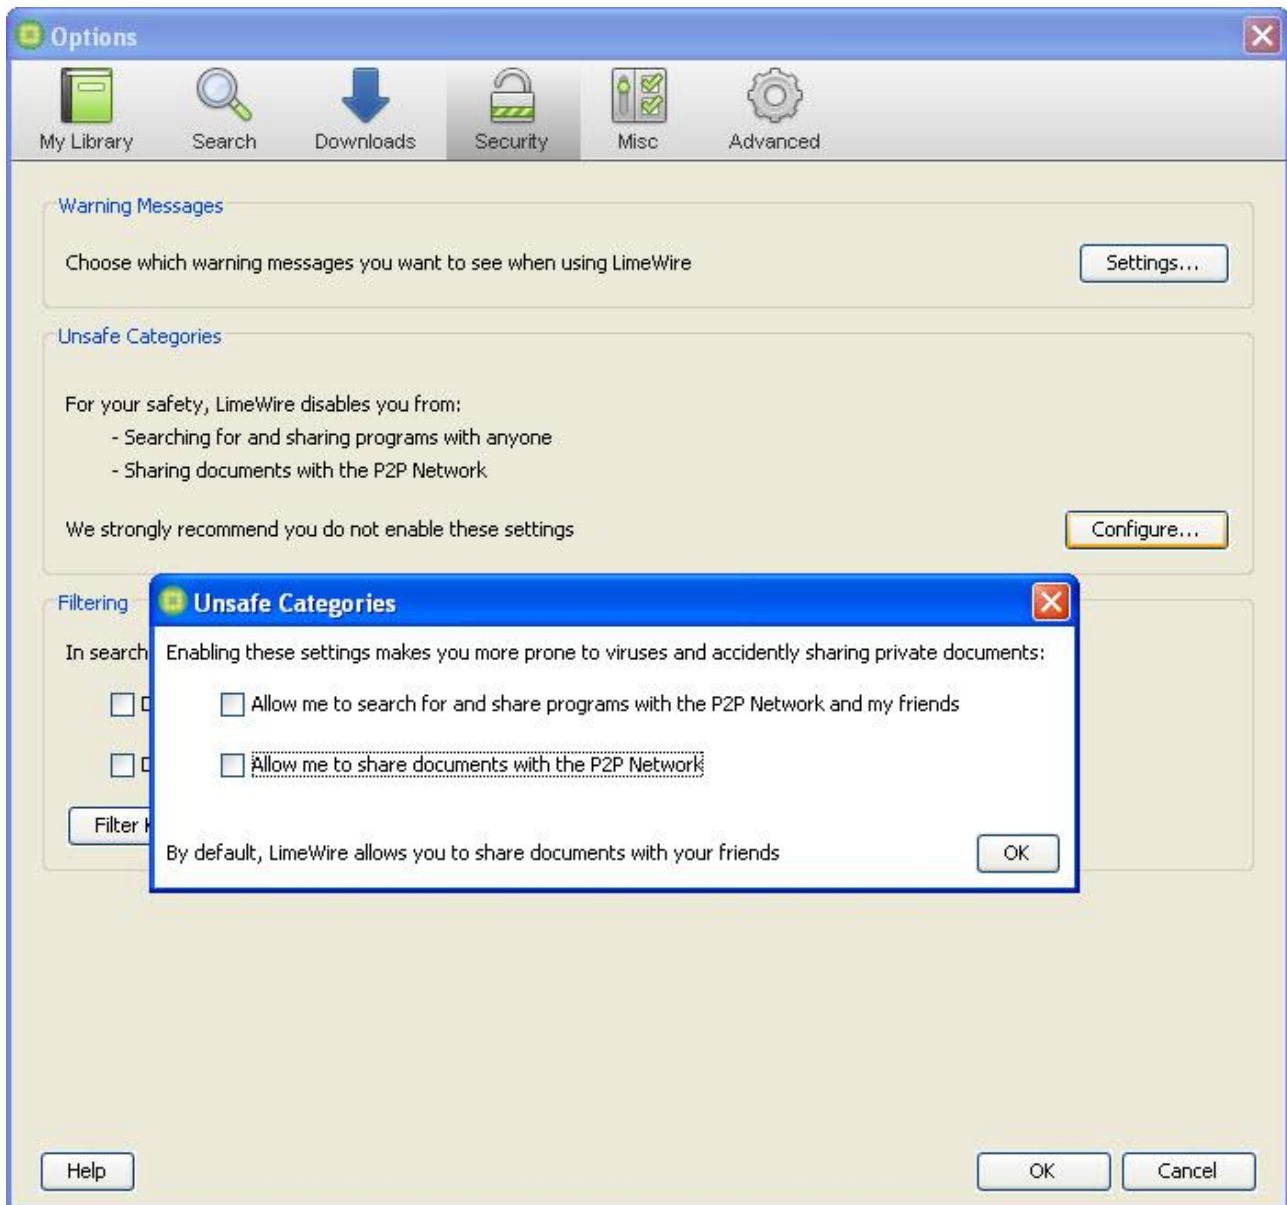 Options
My Library
Search
Downloads
Security
Misc
Advanced
Warning Messages
Choose which warning messages you want to see when using LimeWire
Settings...
Unsafe Categories
For your safety, LimeWire disables you from:
- Searching for and sharing programs with anyone
- Sharing documents with the P2P Network
We strongly recommend you do not enable these settings
Configure...
Filtering
In search
Filter
Unsafe Categories
Enabling these settings makes you more prone to viruses and accidently sharing private documents:
Allow me to search for and share programs with the P2P Network and my friends
Allow me to share documents with the P2P Network
By default, LimeWire allows you to share documents with your friends
OK
Help
OK
Cancel